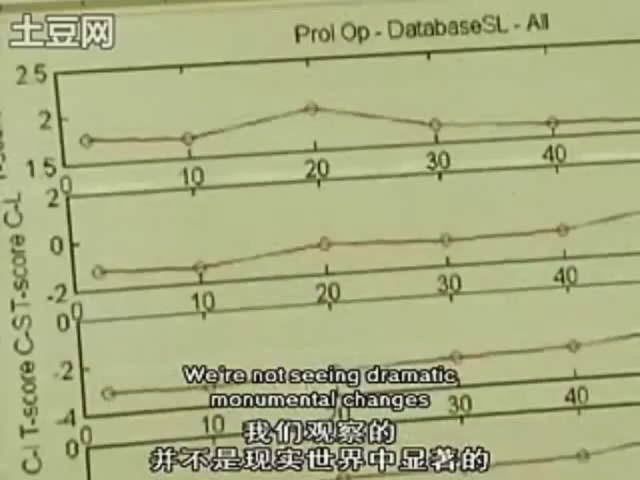 土豆网
Prol Op - DatabaseSL - All
2.5
2
1.5
0 10 20 30 40
2
0
-2
0 10 20 30 40
0
-2
-4
0 10 30 40
0
T-score C-L
T-score C-S
T-score C-I
We're not seeing dramatic
monumental changes
我们观察的
并不是现实世界中显著的